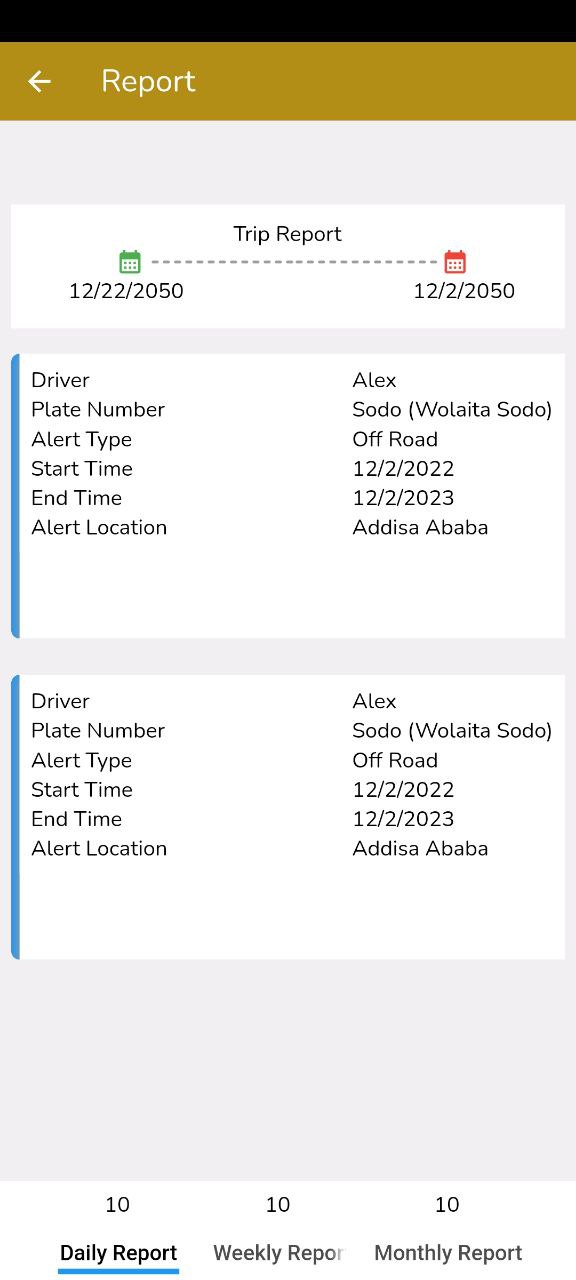 Report
Trip Report
12/22/2050 12/2/2050
Driver Alex
Plate Number Sodo (Wolaita Sodo)
Alert Type Off Road
Start Time 12/2/2022
End Time 12/2/2023
Alert Location Addisa Ababa
Driver Alex
Plate Number Sodo (Wolaita Sodo)
Alert Type Off Road
Start Time 12/2/2022
End Time 12/2/2023
Alert Location Addisa Ababa
10 10 10
Daily Report Weekly Repor Monthly Report